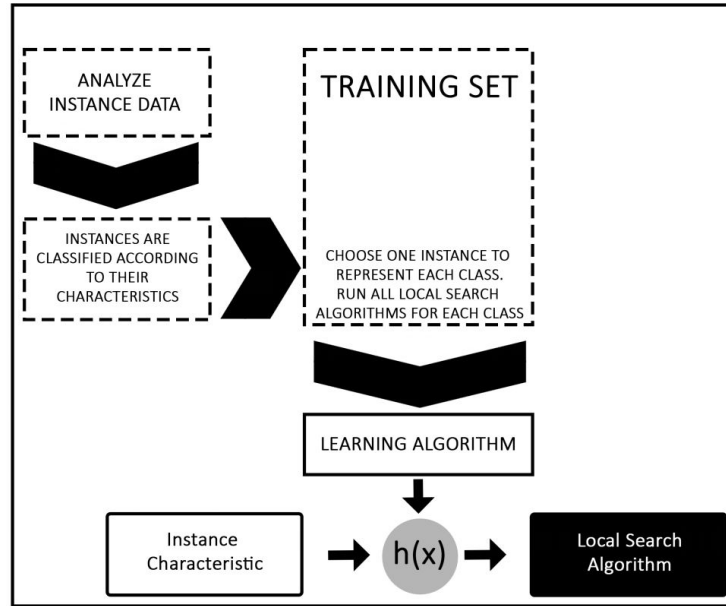 ANALYZE
INSTANCE DATA
INSTANCES ARE
CLASSIFIED ACCORDING
TO THEIR
CHARACTERISTICS
TRAINING SET
CHOOSE ONE INSTANCE TO
REPRESENT EACH CLASS.
RUN ALL LOCAL SEARCH
ALGORITHMS FOR EACH CLASS
LEARNING ALGORITHM
Instance
Characteristic
h(x)
Local Search
Algorithm